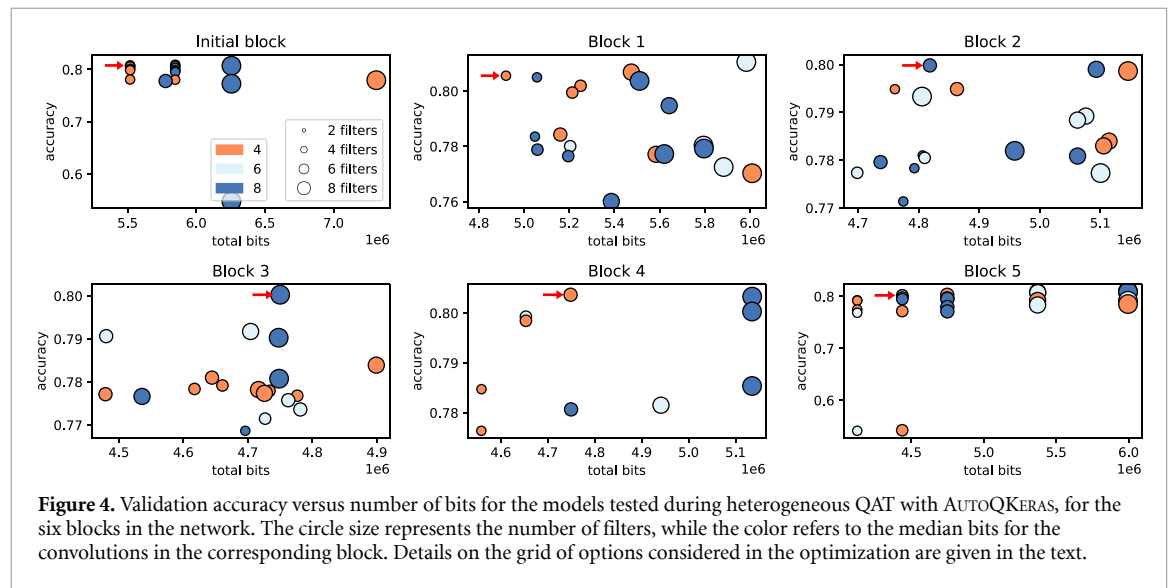 Initial block
accuracy
0.8
0.7
0.6
4
6
8
2 filters
4 filters
6 filters
8 filters
5.5 6.0 6.5 7.0
total bits
1e6
Block 1
accuracy
0.80
0.78
0.76
4.8 5.0 5.2 5.4 5.6 5.8 6.0
total bits
1e6
Block 2
accuracy
0.80
0.79
0.78
0.77
4.7 4.8 4.9 5.0 5.1
total bits
1e6
Block 3
accuracy
0.80
0.79
0.78
0.77
4.5 4.6 4.7 4.8 4.9
total bits
1e6
Block 4
accuracy
0.80
0.79
0.78
4.6 4.7 4.8 4.9 5.0 5.1
total bits
1e6
Block 5
accuracy
0.8
0.7
0.6
4.5 5.0 5.5 6.0
total bits
1e6
Figure 4. Validation accuracy versus number of bits for the models tested during heterogeneous QAT with AUTOQKERAS, for the
six blocks in the network. The circle size represents the number of filters, while the color refers to the median bits for the
convolutions in the corresponding block. Details on the grid of options considered in the optimization are given in the text.